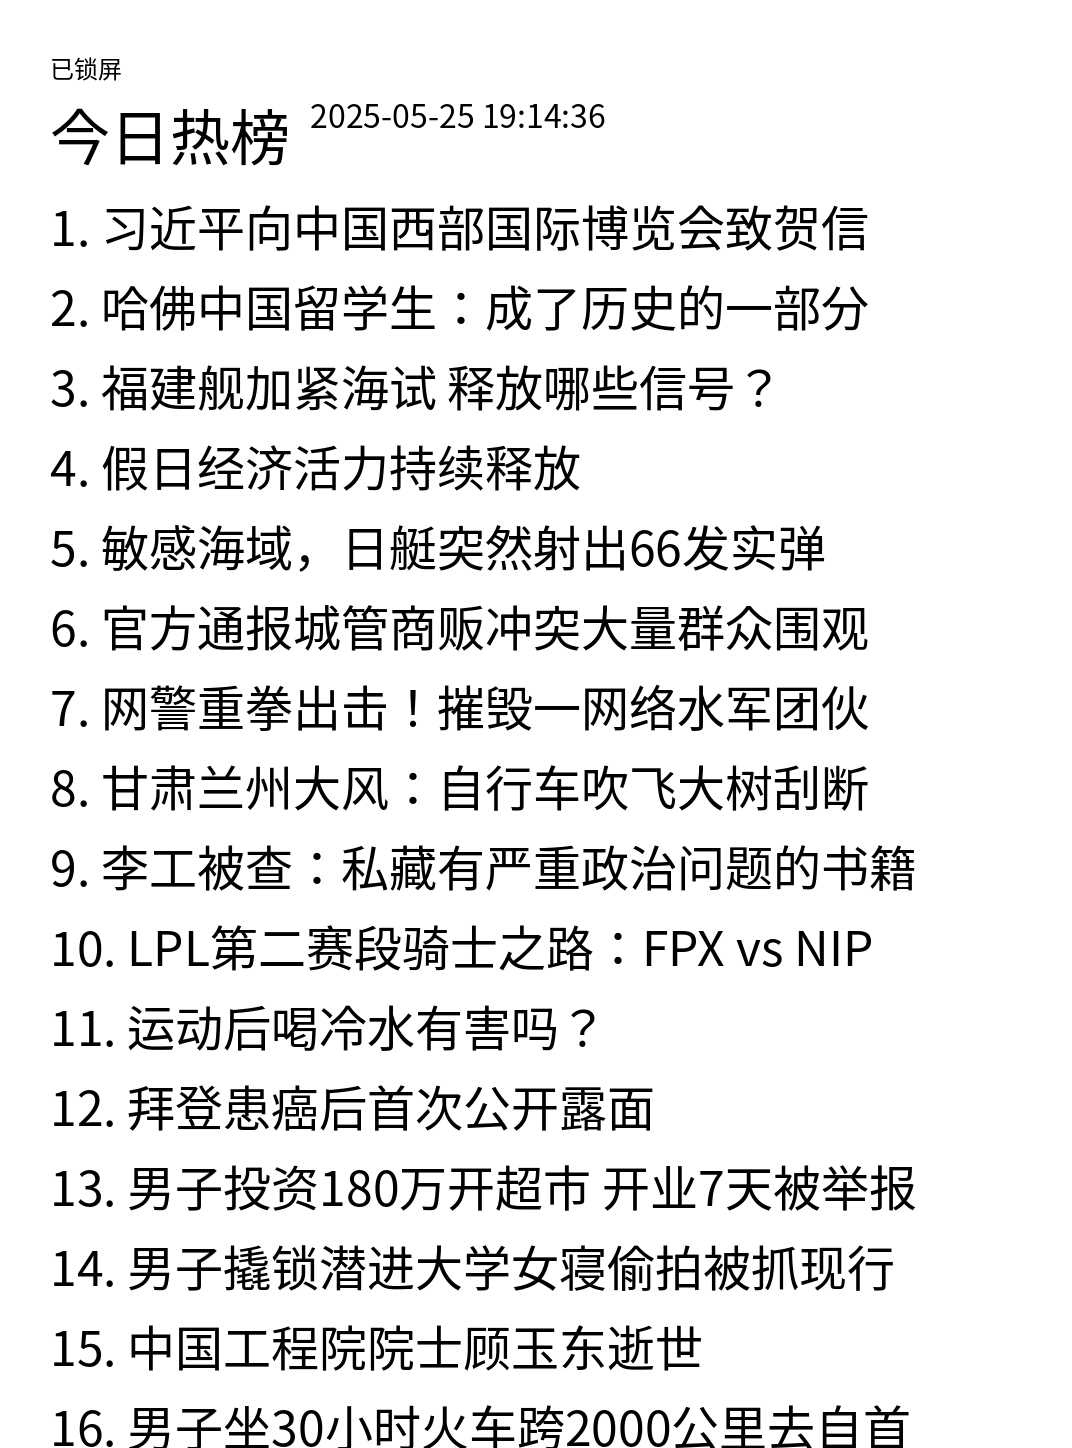 已锁屏
今日热榜 2025-05-25 19:14:36
1. 习近平向中国西部国际博览会致贺信
2. 哈佛中国留学生：成了历史的一部分
3. 福建舰加紧海试 释放哪些信号？
4. 假日经济活力持续释放
5. 敏感海域，日艇突然射出66发实弹
6. 官方通报城管商贩冲突大量群众围观
7. 网警重拳出击！摧毁一网络水军团伙
8. 甘肃兰州大风：自行车吹飞大树刮断
9. 李工被查：私藏有严重政治问题的书籍
10. LPL第二赛段骑士之路：FPX vs NIP
11. 运动后喝冷水有害吗？
12. 拜登患癌后首次公开露面
13. 男子投资180万开超市 开业7天被举报
14. 男子撬锁潜进大学女寝偷拍被抓现行
15. 中国工程院院士顾玉东逝世
16. 男子坐30小时火车跨2000公里去自首